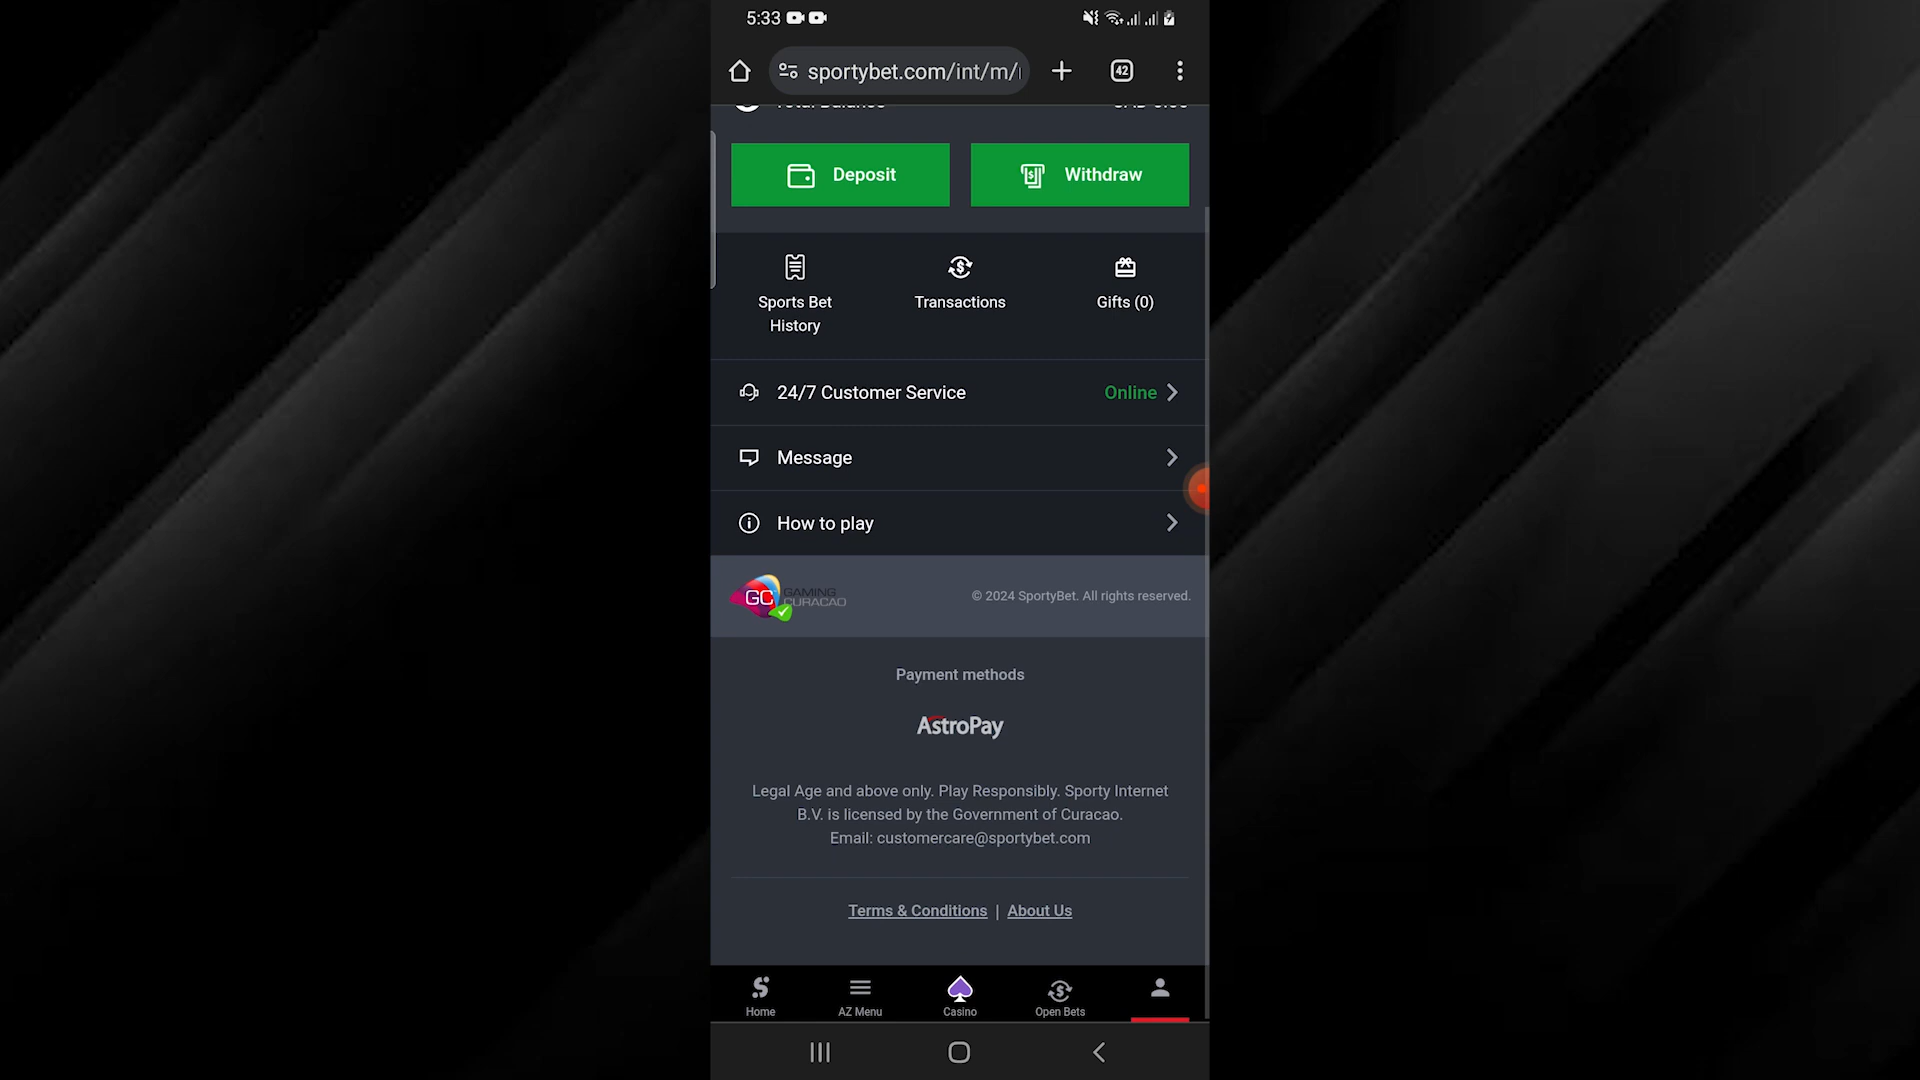 5:33
sportybet.com/int/m/
42
Total Balance
Deposit
Withdraw
Sports Bet
History
Transactions
Gifts (0)
24/7 Customer Service
Online
Message
How to play
GC GAMING
CURACAO
© 2024 SportyBet. All rights reserved.
Payment methods
AstroPay
Legal Age and above only. Play Responsibly. Sporty Internet
B.V. is licensed by the Government of Curacao.
Email: customercare@sportybet.com
Terms & Conditions | About Us
Home
AZ Menu
Casino
Open Bets